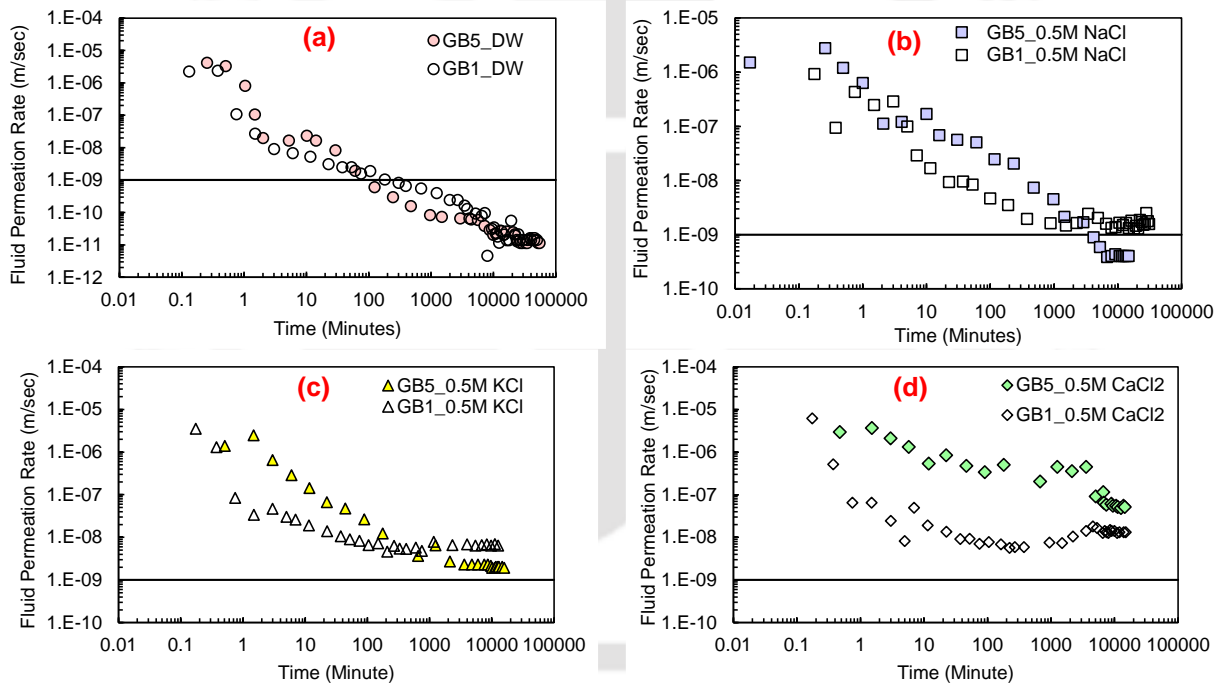 (a)
GB5_DW
GB1_DW
Fluid Permeation Rate (m/sec)
1.E-04
1.E-05
1.E-06
1.E-07
1.E-08
1.E-09
1.E-10
1.E-11
1.E-12
0.01 0.1 1 10 100 1000 10000 100000
Time (Minutes)
(b)
GB5_0.5M NaCl
GB1_0.5M NaCl
Fluid Permeation Rate (m/sec)
1.E-05
1.E-06
1.E-07
1.E-08
1.E-09
1.E-10
0.01 0.1 1 10 100 1000 10000 100000
Time (Minutes)
(c)
GB5_0.5M KCl
GB1_0.5M KCl
Fluid Permeation Rate (m/sec)
1.E-04
1.E-05
1.E-06
1.E-07
1.E-08
1.E-09
1.E-10
0.01 0.1 1 10 100 1000 10000 100000
Time (Minute)
(d)
GB5_0.5M CaCl2
GB1_0.5M CaCl2
Fluid Permeation Rate (m/sec)
1.E-04
1.E-05
1.E-06
1.E-07
1.E-08
1.E-09
1.E-10
0.01 0.1 1 10 100 1000 10000 100000
Time (Minute)